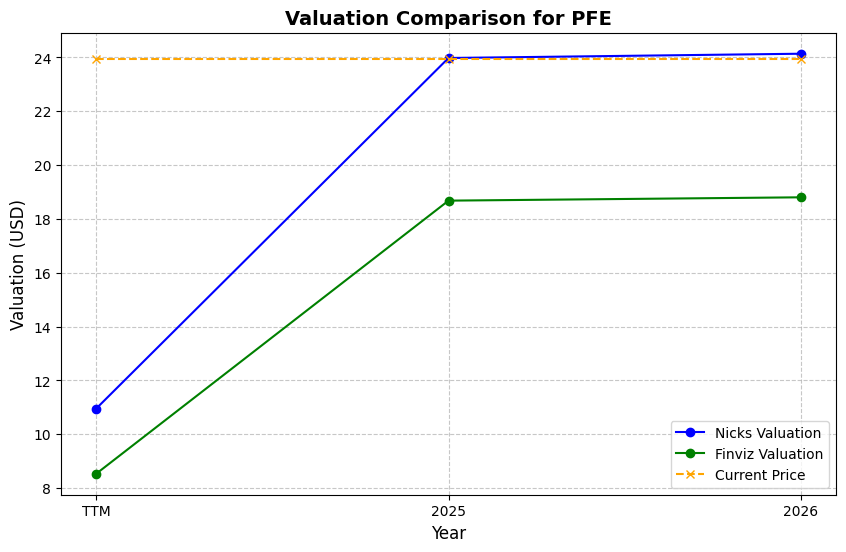 Valuation Comparison for PFE
Valuation (USD)
24
22
20
18
16
14
12
10
8
TTM
2025
2026
Year
Nicks Valuation
Finviz Valuation
Current Price